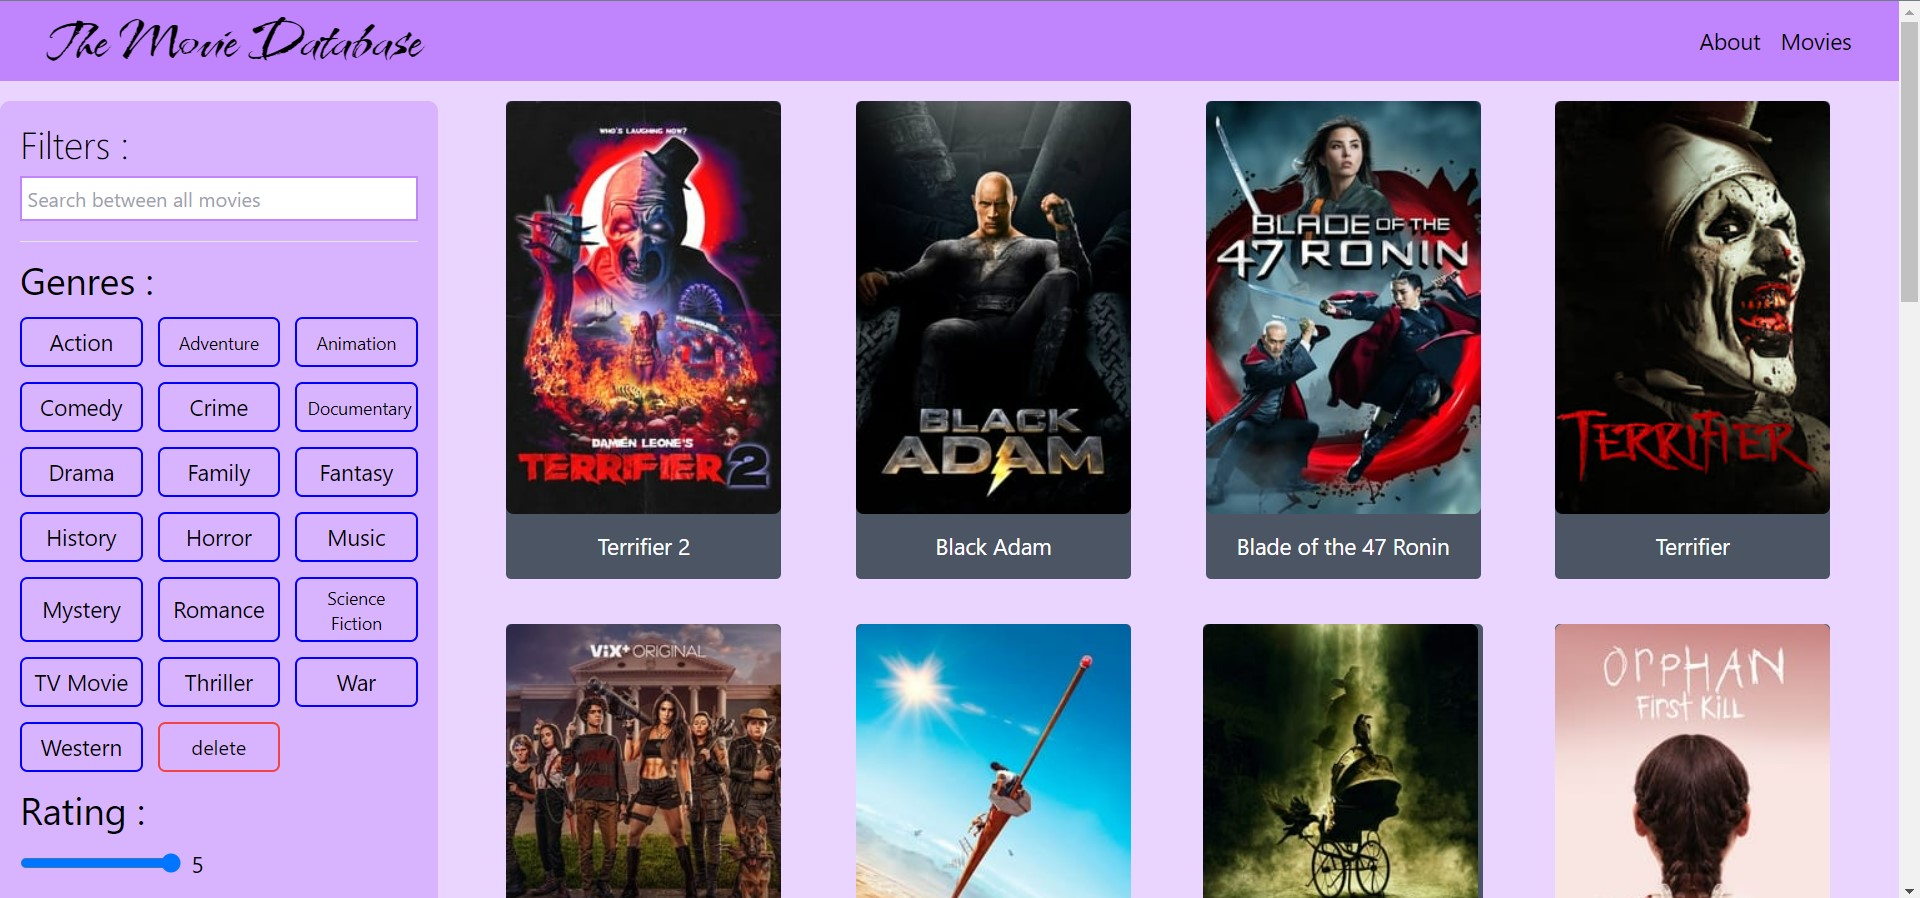 The Movie Database
About Movies
Filters :
Search between all movies
Genres :
Action Adventure Animation
Comedy Crime Documentary
Drama Family Fantasy
History Horror Music
Mystery Romance Science
Fiction
TV Movie Thriller War
Western delete
Rating :
5
WHO'S LAUGHING NOW?
DAMIEN LEONE'S
TERRIFIER 2
Terrifier 2
BLACK
ADAM
Black Adam
BLADE OF THE
47 RONIN
Blade of the 47 Ronin
TERRIFIER
Terrifier
ViX+ ORIGINAL
ORPHAN
FIRST KILL